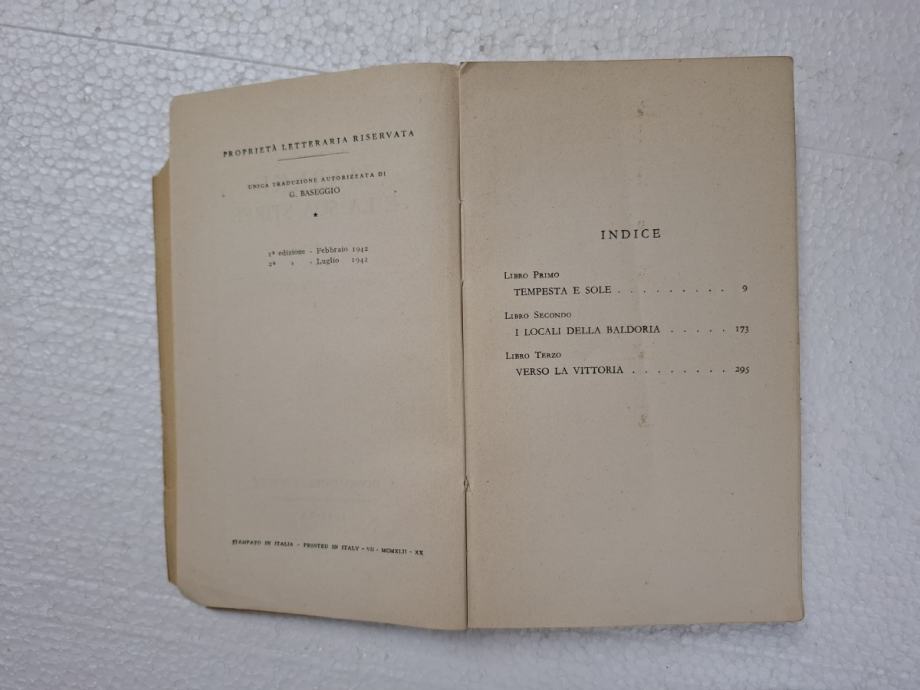 PROPRIETÀ LETTERARIA RISERVATA
UNICA TRADUZIONE AUTORIZZATA DI
G. BASEGGIO
*
1ª edizione - Febbraio 1942
2ª » - Luglio 1942
STAMPATO IN ITALIA - PRINTED IN ITALY - VII - MCMXLII - XX
INDICE
LIBRO PRIMO
TEMPESTA E SOLE . . . . . . . . . 9
LIBRO SECONDO
I LOCALI DELLA BALDORIA . . . . . 173
LIBRO TERZO
VERSO LA VITTORIA . . . . . . . . 295